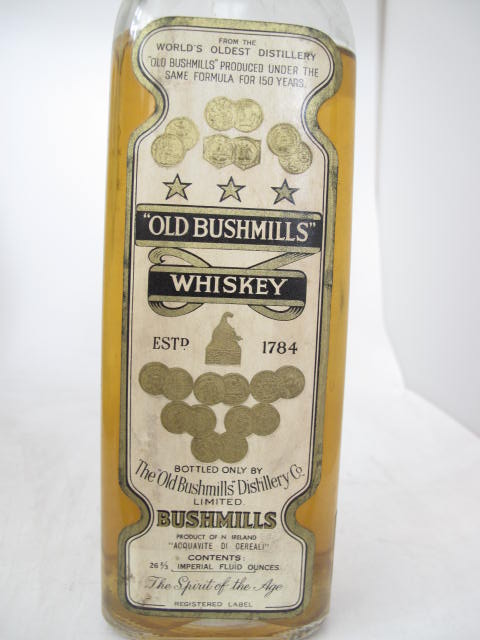 FROM THE
WORLD'S OLDEST DISTILLERY
"OLD BUSHMILLS" PRODUCED UNDER THE
SAME FORMULA FOR 150 YEARS.
"OLD BUSHMILLS"
WHISKEY
ESTD 1784
BOTTLED ONLY BY
The "Old Bushmills" Distillery Co
LIMITED.
BUSHMILLS
PRODUCT OF N IRELAND
"ACQUAVITE DI CEREALI"
CONTENTS:
26⅔ IMPERIAL FLUID OUNCES
The Spirit of the Age
REGISTERED LABEL